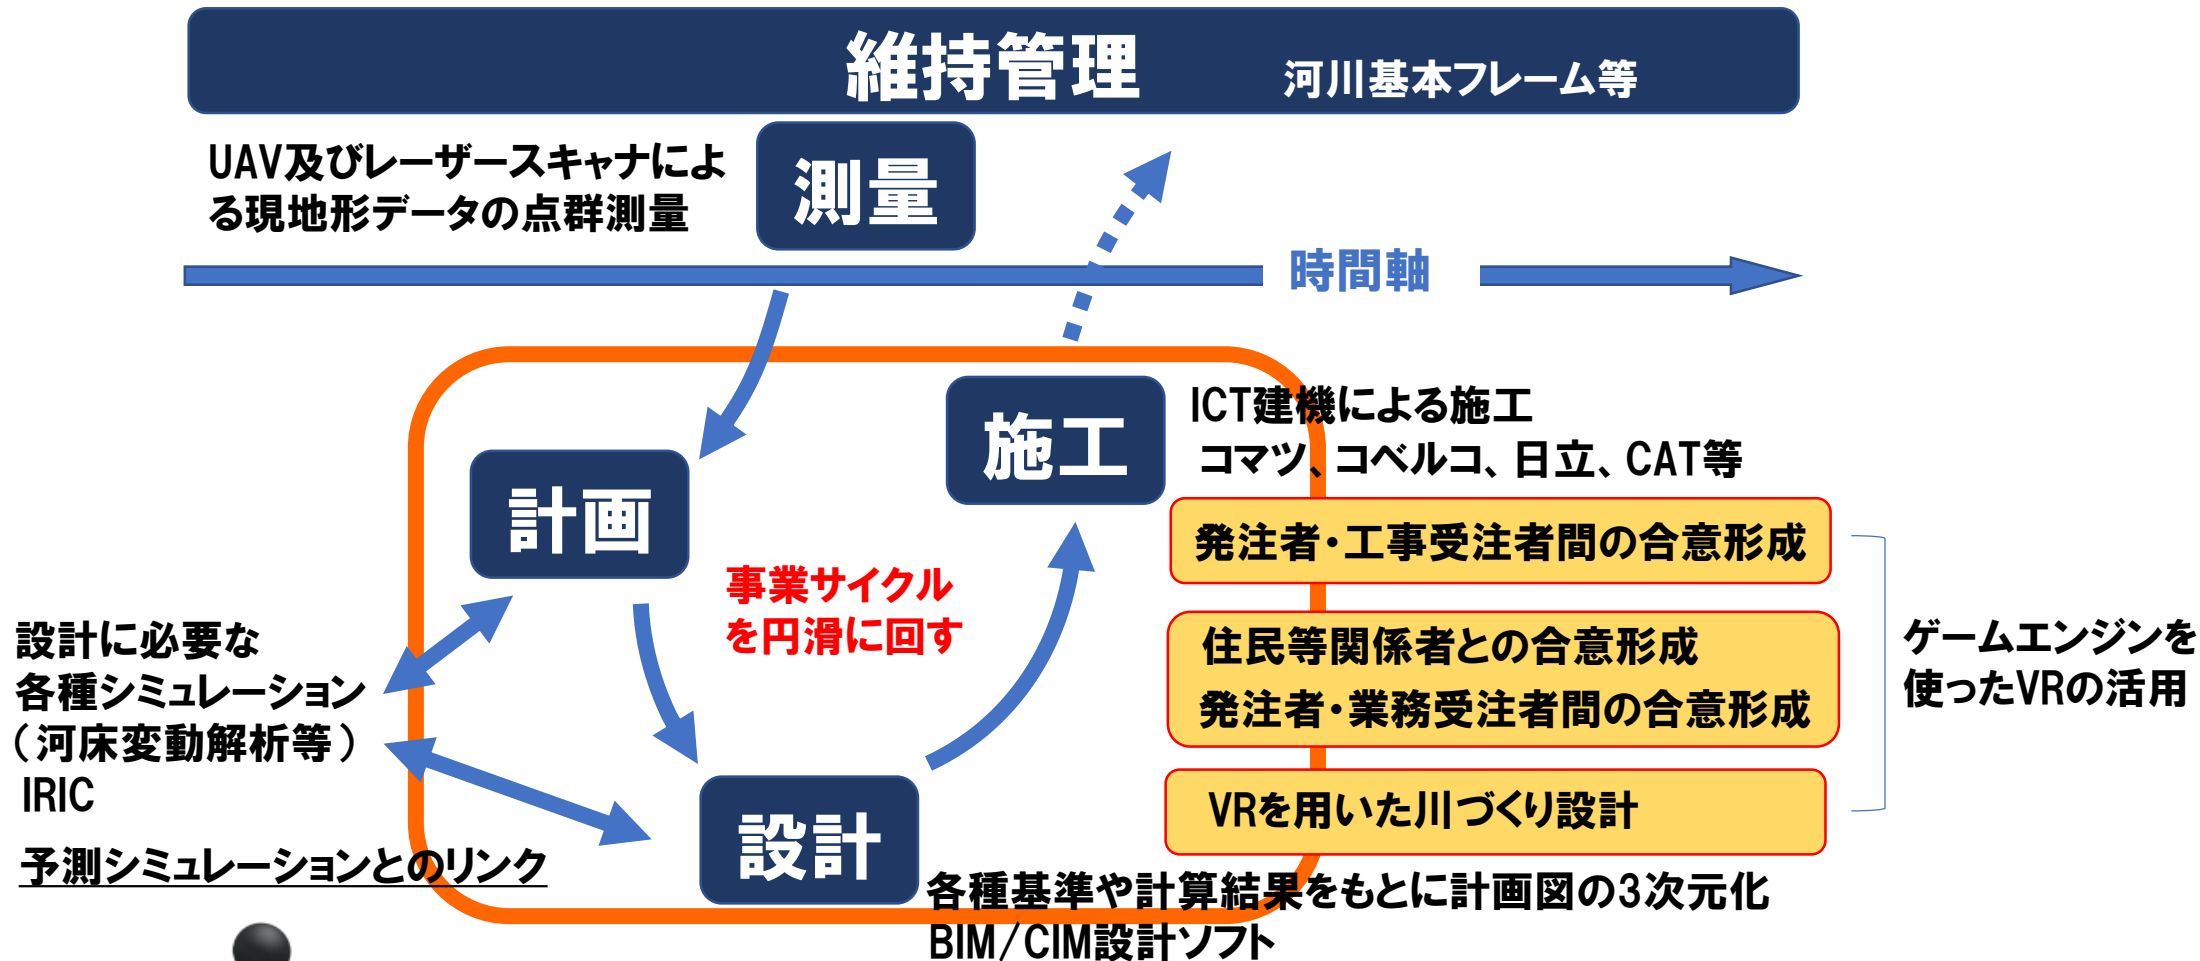 維持管理 河川基本フレーム等
UAV及びレーザースキャナによ
る現地形データの点群測量
測量
時間軸
施工
ICT建機による施工
コマツ、コベルコ、日立、CAT等
計画
発注者・工事受注者間の合意形成
事業サイクル
を円滑に回す
住民等関係者との合意形成
発注者・業務受注者間の合意形成
ゲームエンジンを
使ったVRの活用
設計に必要な
各種シミュレーション
（河床変動解析等）
IRIC
VRを用いた川づくり設計
予測シミュレーションとのリンク
設計
各種基準や計算結果をもとに計画図の3次元化
BIM/CIM設計ソフト